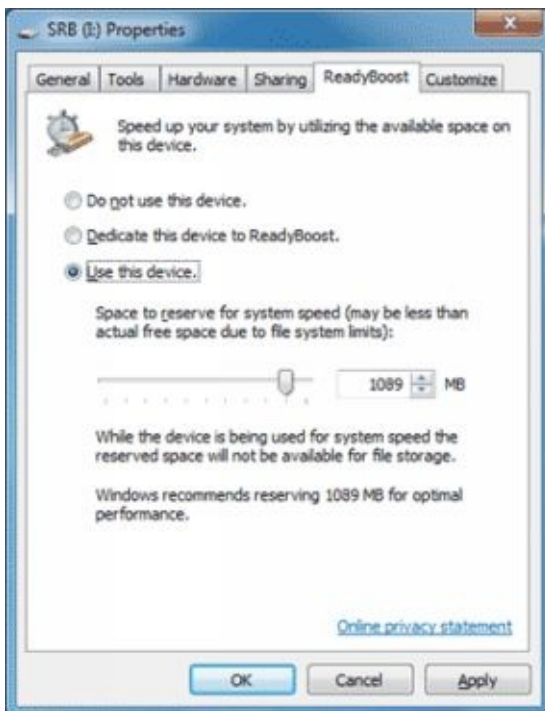 SRB (I:) Properties
General Tools Hardware Sharing ReadyBoost Customize
Speed up your system by utilizing the available space on
this device.
Do not use this device.
Dedicate this device to ReadyBoost.
Use this device.
Space to reserve for system speed (may be less than
actual free space due to file system limits):
1089 MB
While the device is being used for system speed the
reserved space will not be available for file storage.
Windows recommends reserving 1089 MB for optimal
performance.
Online privacy statement
OK Cancel Apply